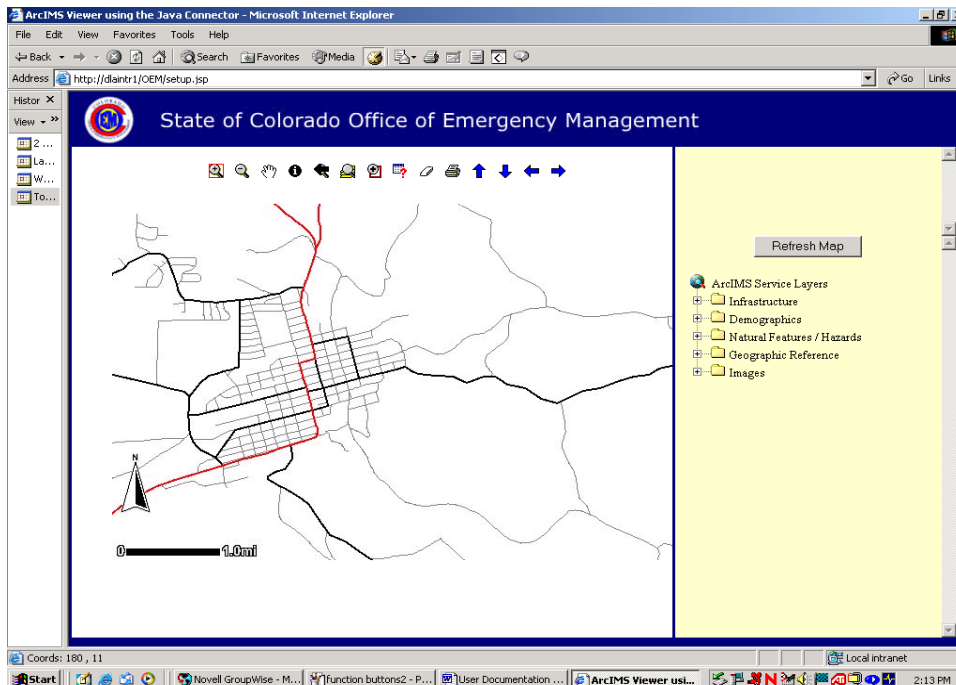 ArcIMS Viewer using the Java Connector - Microsoft Internet Explorer
File Edit View Favorites Tools Help
Back Search Favorites Media
Address http://dlaintr1/OEM/setup.jsp Go Links
Histor
View
2 ...
La...
W...
To...
State of Colorado Office of Emergency Management
Refresh Map
ArcIMS Service Layers
Infrastructure
Demographics
Natural Features / Hazards
Geographic Reference
Images
N
0 1.0mi
Coords: 180 , 11 Local intranet
Start Novell GroupWise - M... function buttons2 - P... User Documentation ... ArcIMS Viewer usi... 2:13 PM